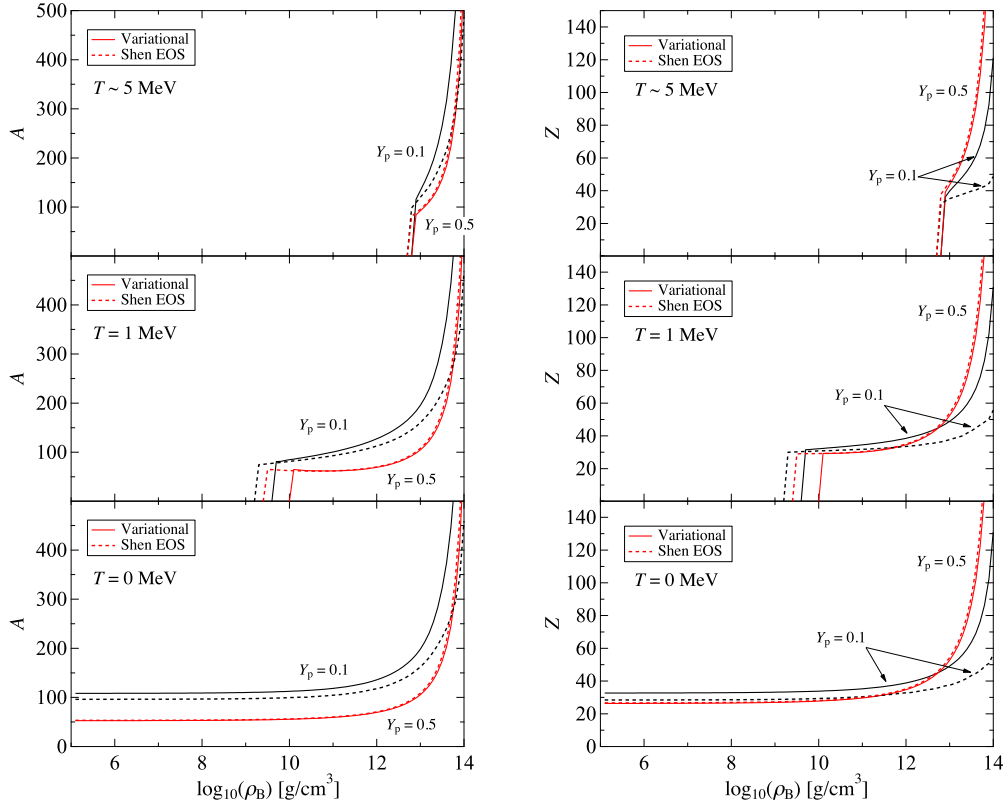 500
400
300
200
100
A
Variational
Shen EOS
T ~ 5 MeV
Yp = 0.1
Yp = 0.5
140
120
100
80
60
40
20
Z
Variational
Shen EOS
T ~ 5 MeV
Yp = 0.5
Yp = 0.1
400
300
200
100
A
Variational
Shen EOS
T = 1 MeV
Yp = 0.1
Yp = 0.5
140
120
100
80
60
40
20
Z
Variational
Shen EOS
T = 1 MeV
Yp = 0.5
Yp = 0.1
400
300
200
100
0
A
Variational
Shen EOS
T = 0 MeV
Yp = 0.1
Yp = 0.5
6 8 10 12 14
log10(ρB) [g/cm3]
140
120
100
80
60
40
20
0
Z
Variational
Shen EOS
T = 0 MeV
Yp = 0.5
Yp = 0.1
6 8 10 12 14
log10(ρB) [g/cm3]